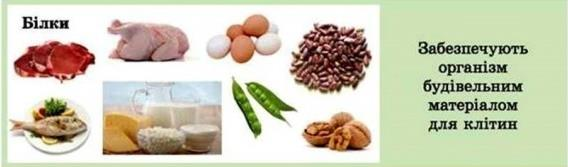 Білки
Забезпечують
організм
будівельним
матеріалом
для клітин